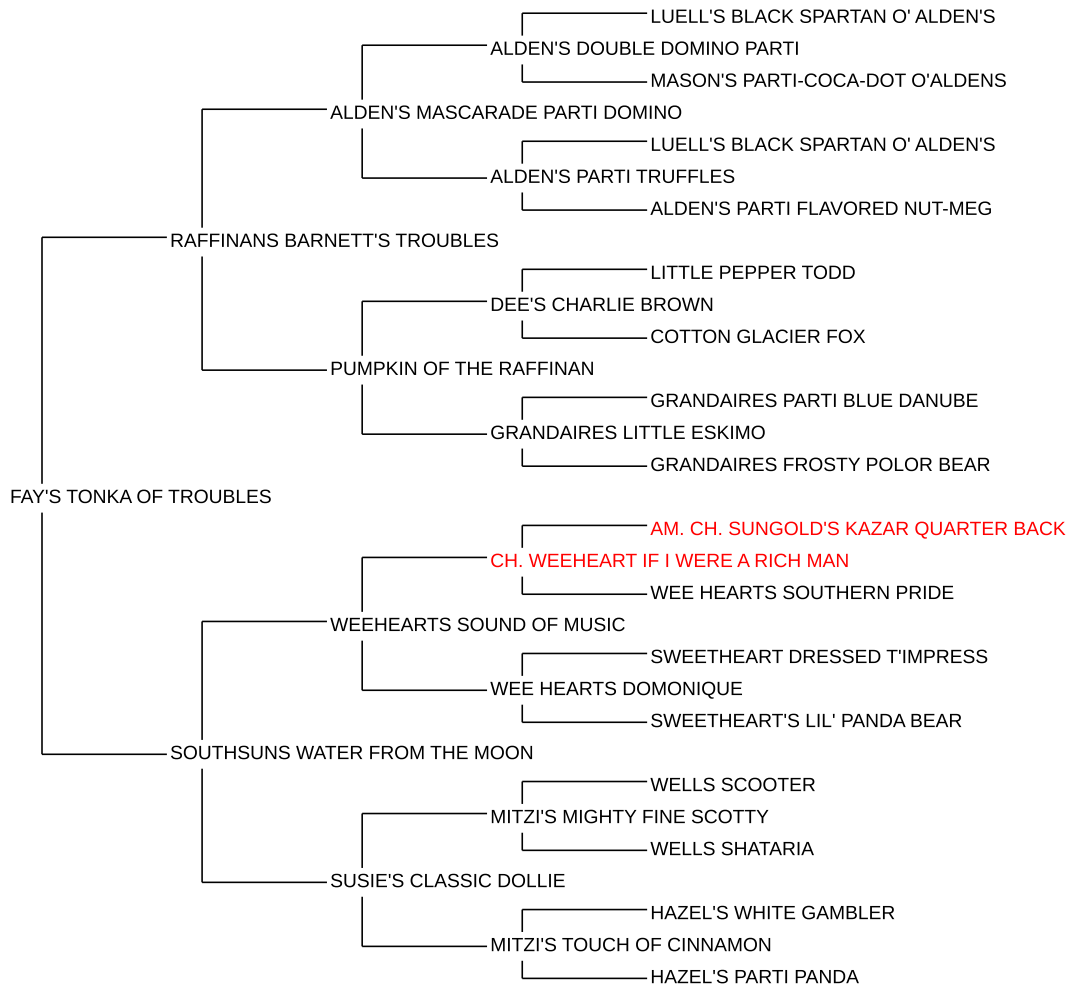 LUELL'S BLACK SPARTAN O' ALDEN'S
ALDEN'S DOUBLE DOMINO PARTI
MASON'S PARTI-COCA-DOT O'ALDENS
ALDEN'S MASCARADE PARTI DOMINO
LUELL'S BLACK SPARTAN O' ALDEN'S
ALDEN'S PARTI TRUFFLES
ALDEN'S PARTI FLAVORED NUT-MEG
RAFFINANS BARNETT'S TROUBLES
LITTLE PEPPER TODD
DEE'S CHARLIE BROWN
COTTON GLACIER FOX
PUMPKIN OF THE RAFFINAN
GRANDAIRES PARTI BLUE DANUBE
GRANDAIRES LITTLE ESKIMO
GRANDAIRES FROSTY POLOR BEAR
FAY'S TONKA OF TROUBLES
AM. CH. SUNGOLD'S KAZAR QUARTER BACK
CH. WEEHEART IF I WERE A RICH MAN
WEE HEARTS SOUTHERN PRIDE
WEEHEARTS SOUND OF MUSIC
SWEETHEART DRESSED T'IMPRESS
WEE HEARTS DOMONIQUE
SWEETHEART'S LIL' PANDA BEAR
SOUTHSUNS WATER FROM THE MOON
WELLS SCOOTER
MITZI'S MIGHTY FINE SCOTTY
WELLS SHATARIA
SUSIE'S CLASSIC DOLLIE
HAZEL'S WHITE GAMBLER
MITZI'S TOUCH OF CINNAMON
HAZEL'S PARTI PANDA